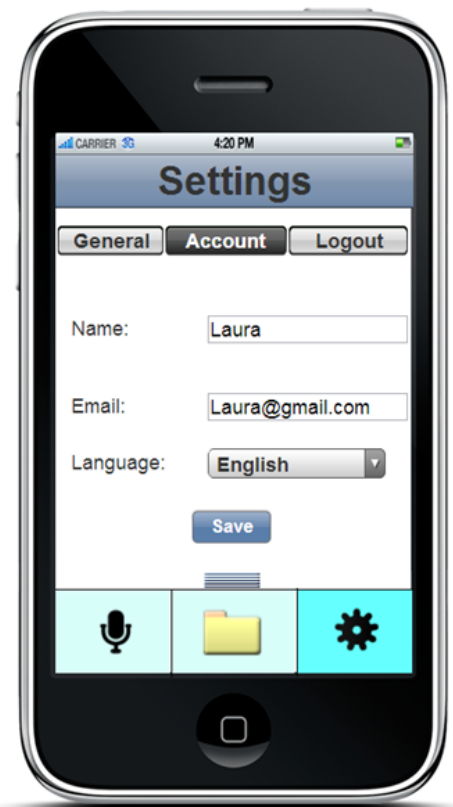 CARRIER 3G 4:20 PM
Settings
General Account Logout
Name: Laura
Email: Laura@gmail.com
Language: English
Save